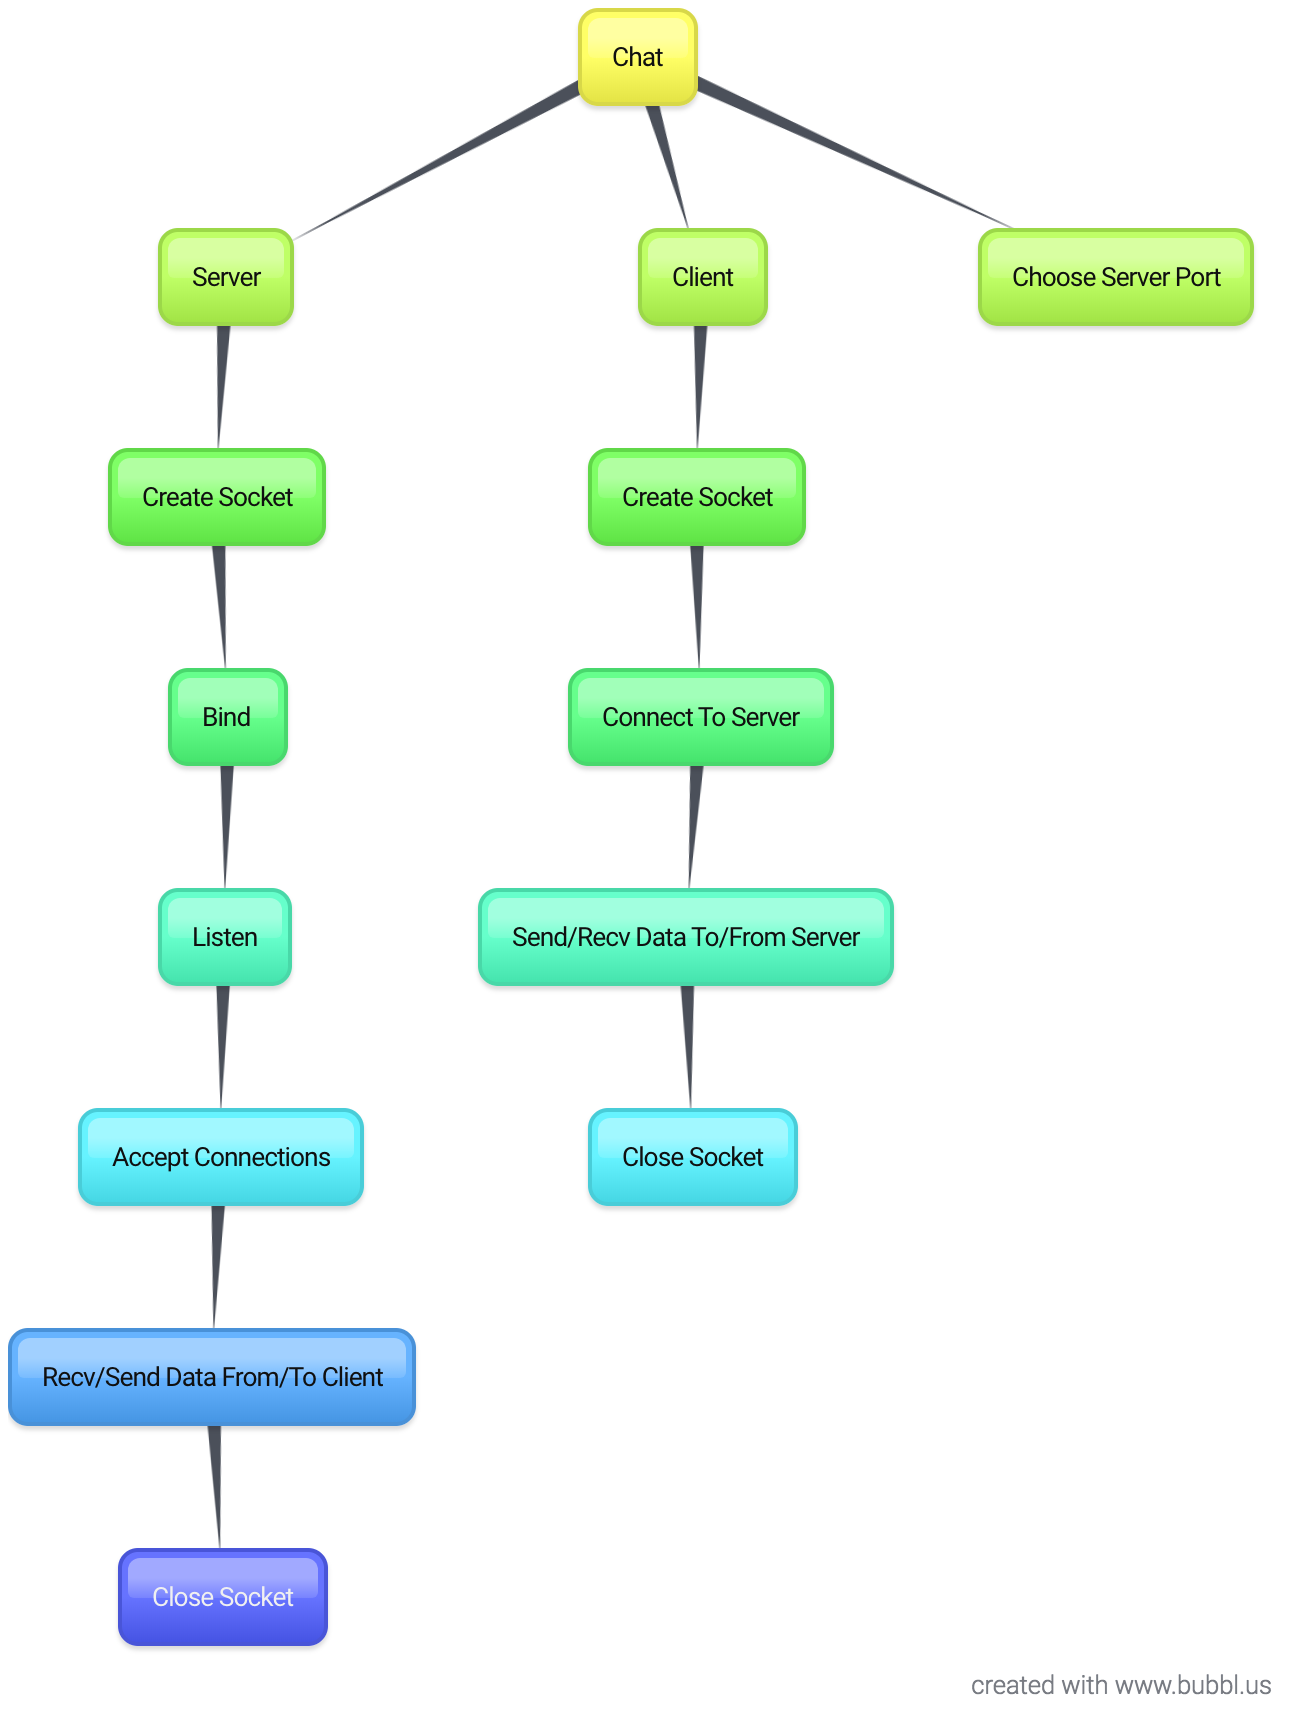 Chat
Server
Client
Choose Server Port
Create Socket
Create Socket
Bind
Connect To Server
Listen
Send/Recv Data To/From Server
Accept Connections
Close Socket
Recv/Send Data From/To Client
Close Socket
created with www.bubbl.us